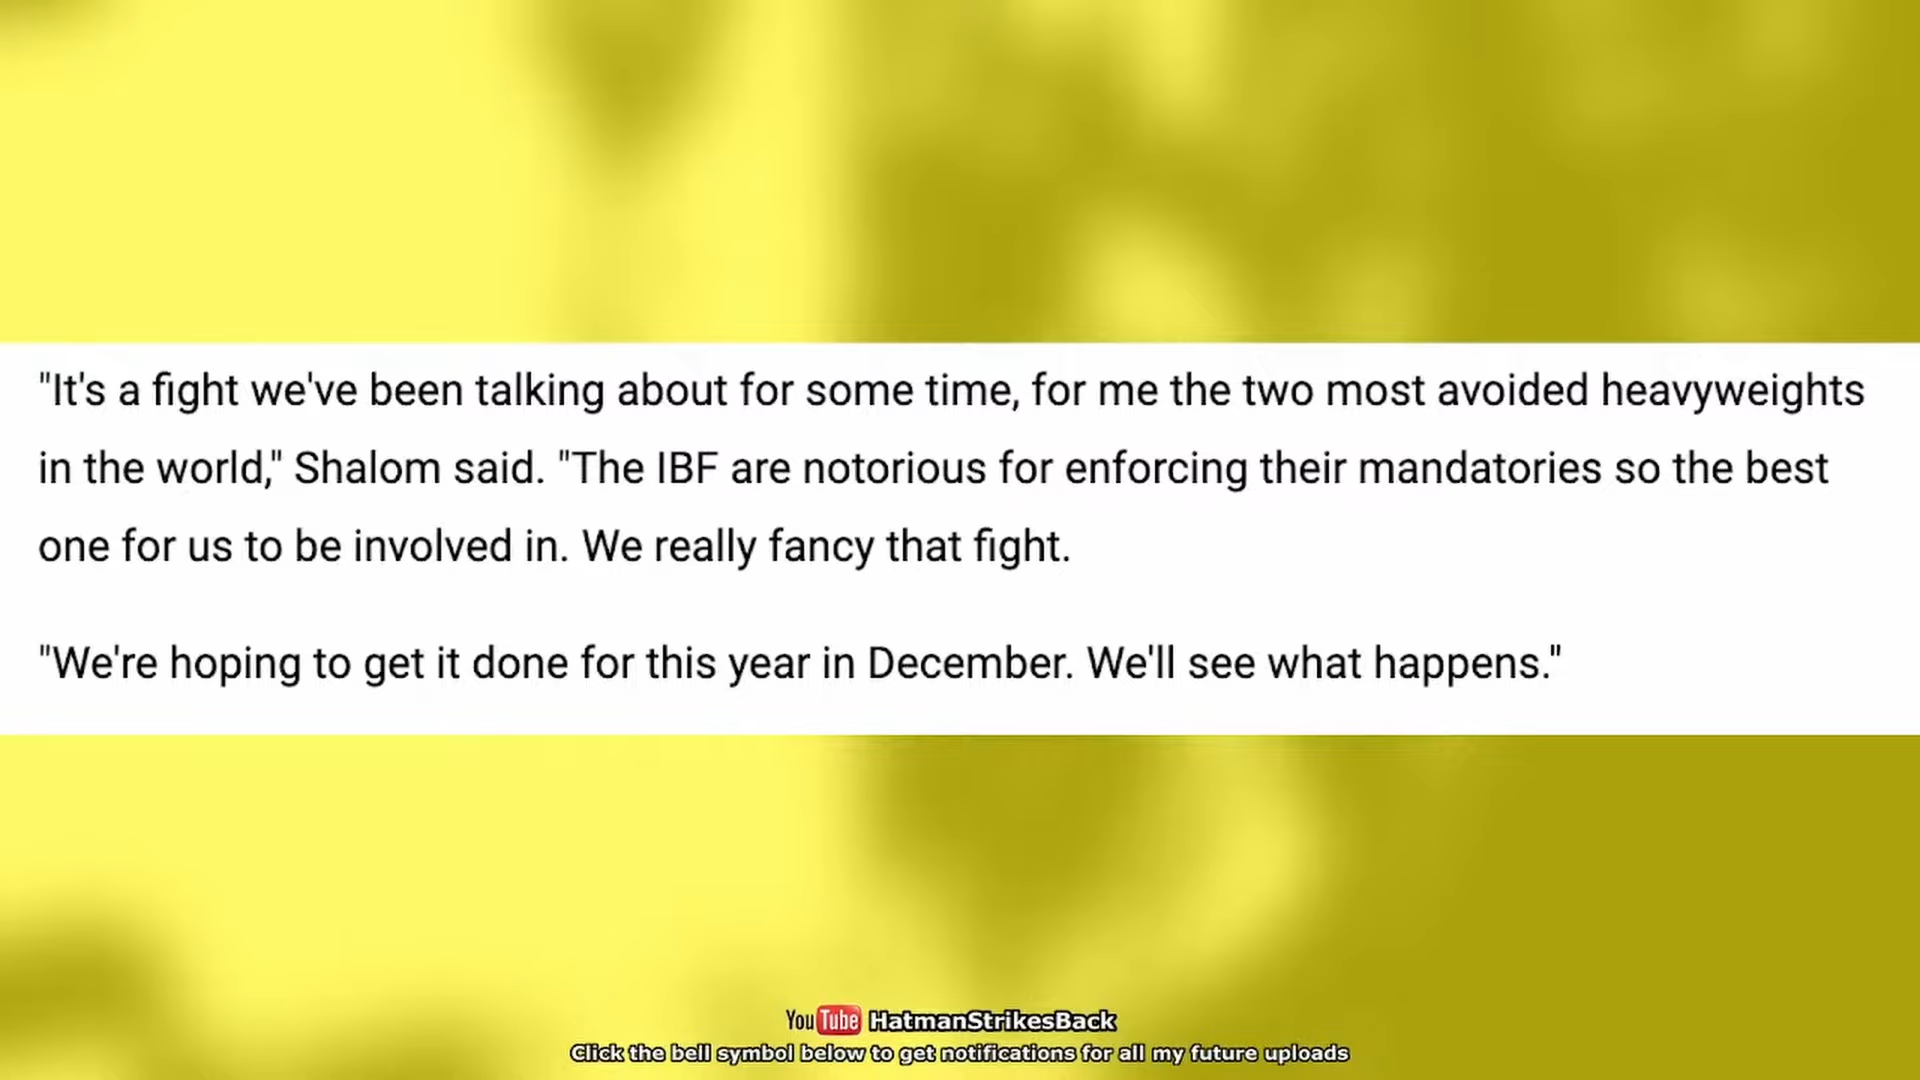 "It's a fight we've been talking about for some time, for me the two most avoided heavyweights
in the world," Shalom said. "The IBF are notorious for enforcing their mandatories so the best
one for us to be involved in. We really fancy that fight.
"We're hoping to get it done for this year in December. We'll see what happens."
YouTube HatmanStrikesBack
Click the bell symbol below to get notifications for all my future uploads